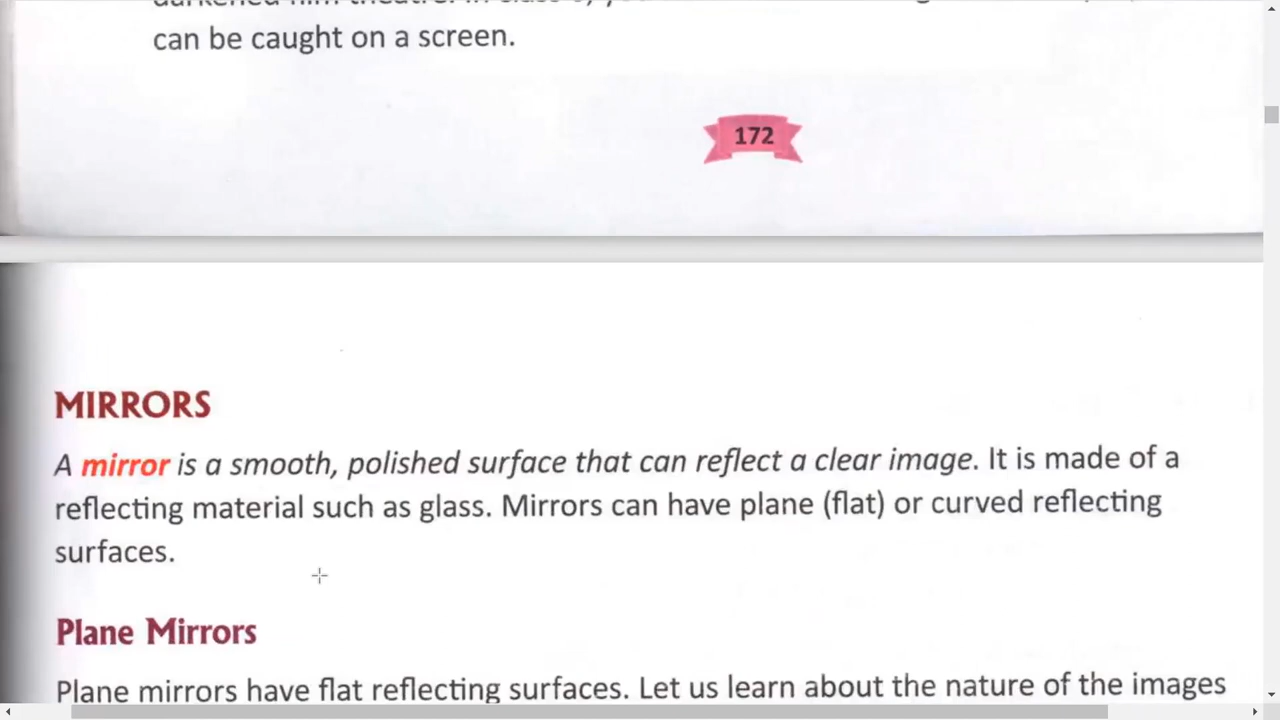 can be caught on a screen.
172
MIRRORS
A mirror is a smooth, polished surface that can reflect a clear image. It is made of a
reflecting material such as glass. Mirrors can have plane (flat) or curved reflecting
surfaces.
Plane Mirrors
Plane mirrors have flat reflecting surfaces. Let us learn about the nature of the images